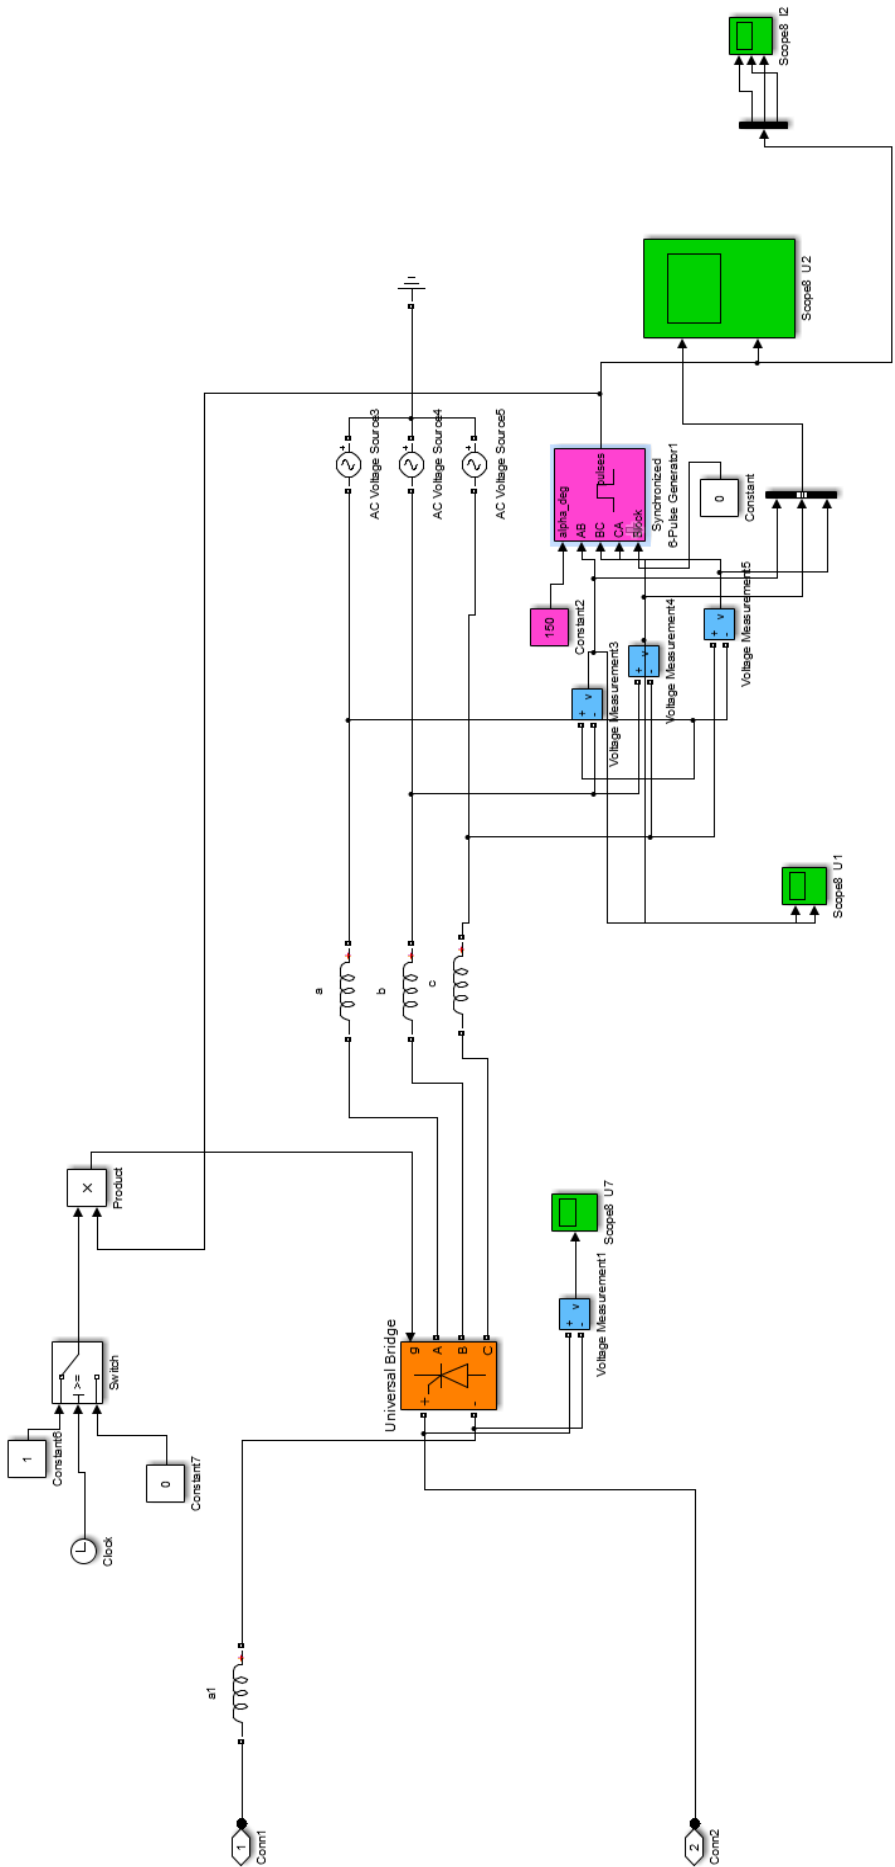 Scope8 I2
Scope8 U2
AC Voltage Source3
AC Voltage Source4
AC Voltage Source5
alpha_deg
AB
BC
CA
Block
pulses
Synchronized
6-Pulse Generator1
0
Constant
150
Constant2
+
-
v
Voltage Measurement3
+
-
v
Voltage Measurement4
+
-
v
Voltage Measurement5
Scope8 U1
a
b
c
×
Product
>=
Switch
1
Constant6
0
Constant7
Clock
Universal Bridge
g
A
B
C
+
-
+
-
v
Voltage Measurement1
Scope8 U7
a1
1
Conn1
2
Conn2